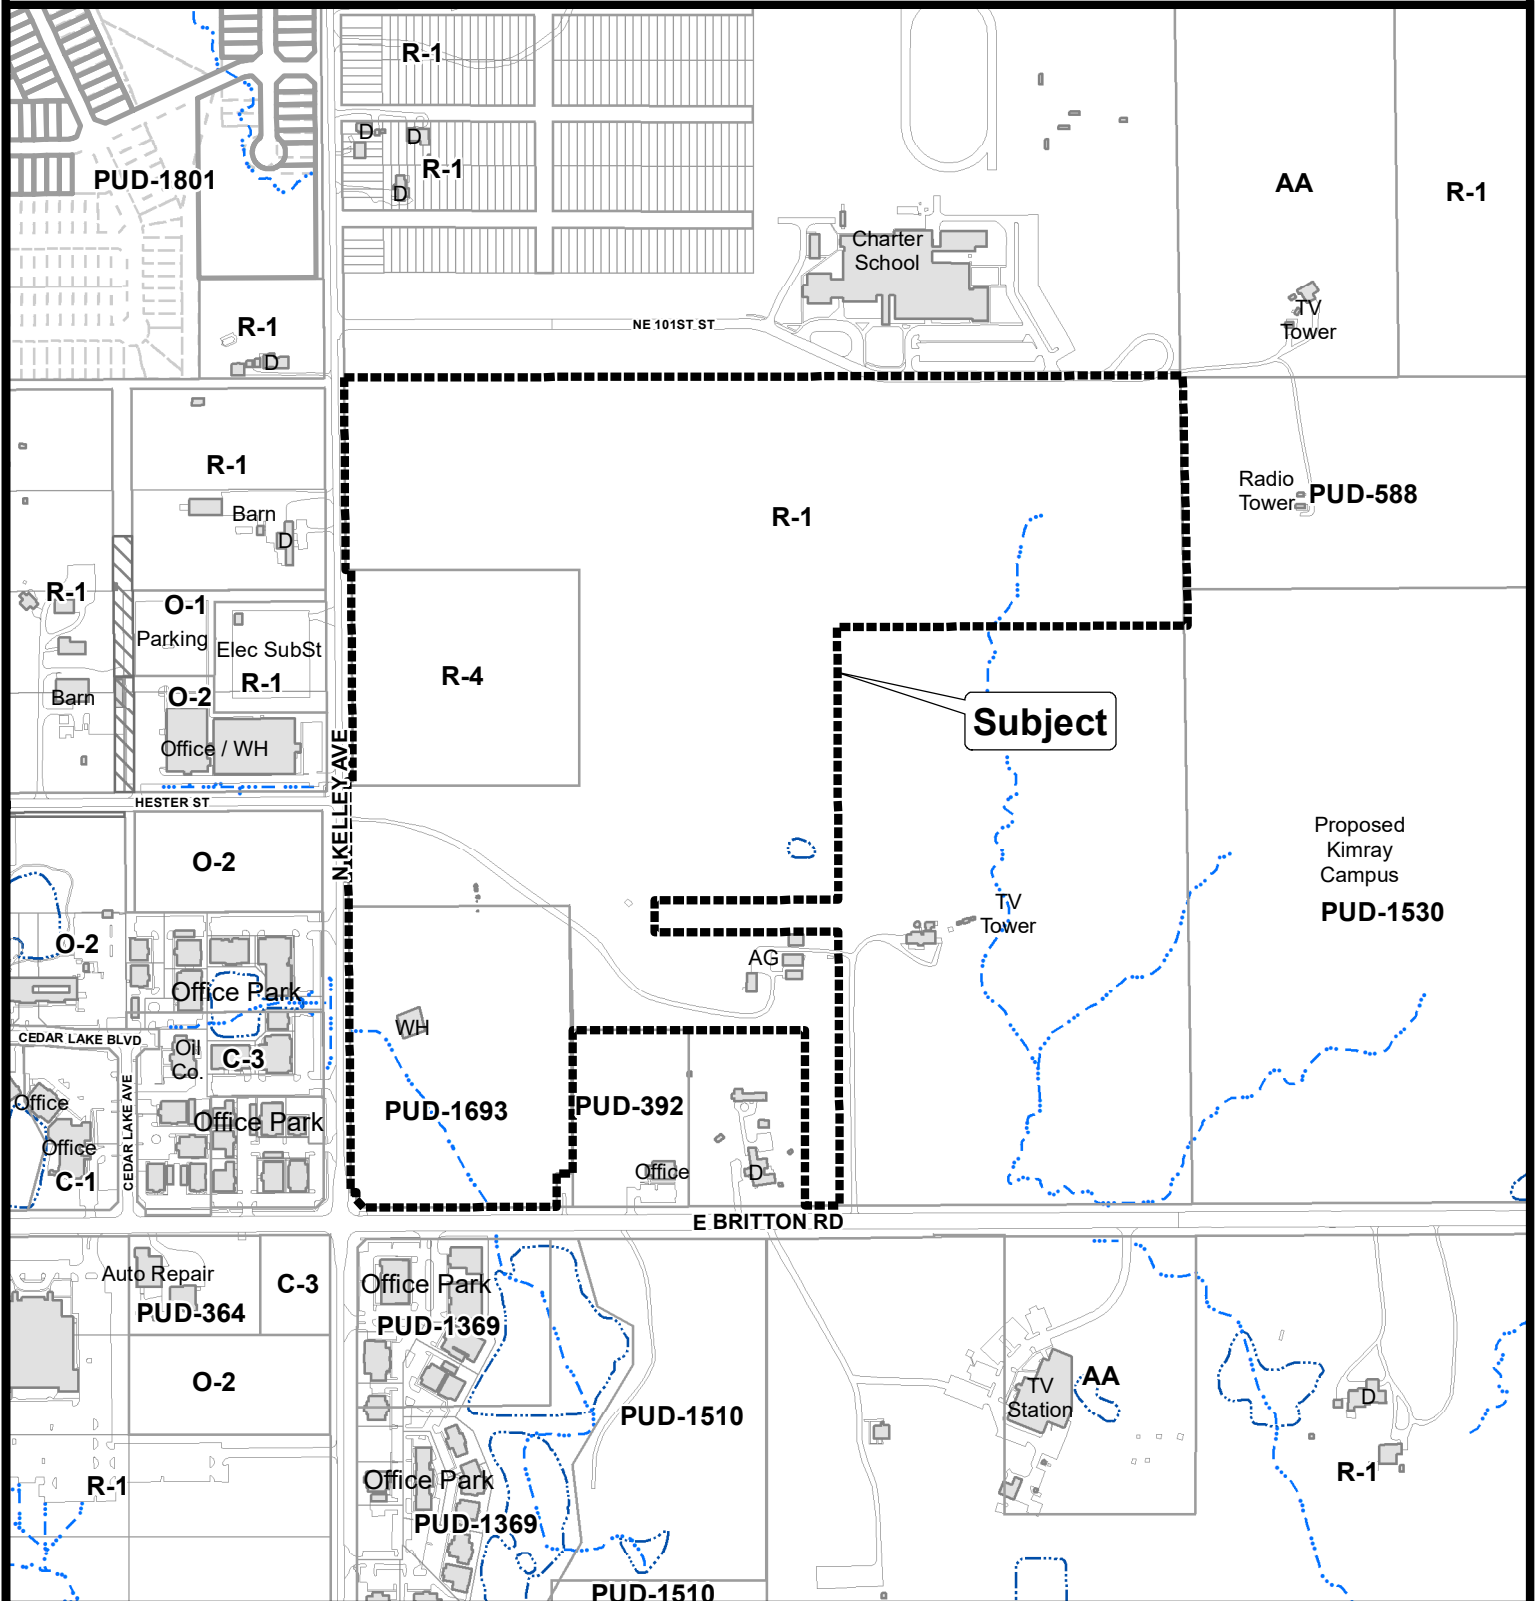 R-1
D
D
R-1
D
PUD-1801
AA
R-1
Charter
School
R-1
D
NE 101ST ST
TV
Tower
R-1
Barn
D
R-1
Radio
Tower
PUD-588
R-1
O-1
Parking
Elec SubSt
R-1
Barn
O-2
Office / WH
R-4
Subject
HESTER ST
N KELLEY AVE
O-2
Proposed
Kimray
Campus
PUD-1530
O-2
TV
Tower
AG
Office Park
WH
CEDAR LAKE BLVD
Oil
Co.
C-3
Office
CEDAR LAKE AVE
Office Park
PUD-1693
PUD-392
Office
C-1
Office
D
E BRITTON RD
Auto Repair
PUD-364
C-3
Office Park
PUD-1369
O-2
PUD-1510
TV
Station
AA
D
R-1
Office Park
R-1
PUD-1369
PUD-1510